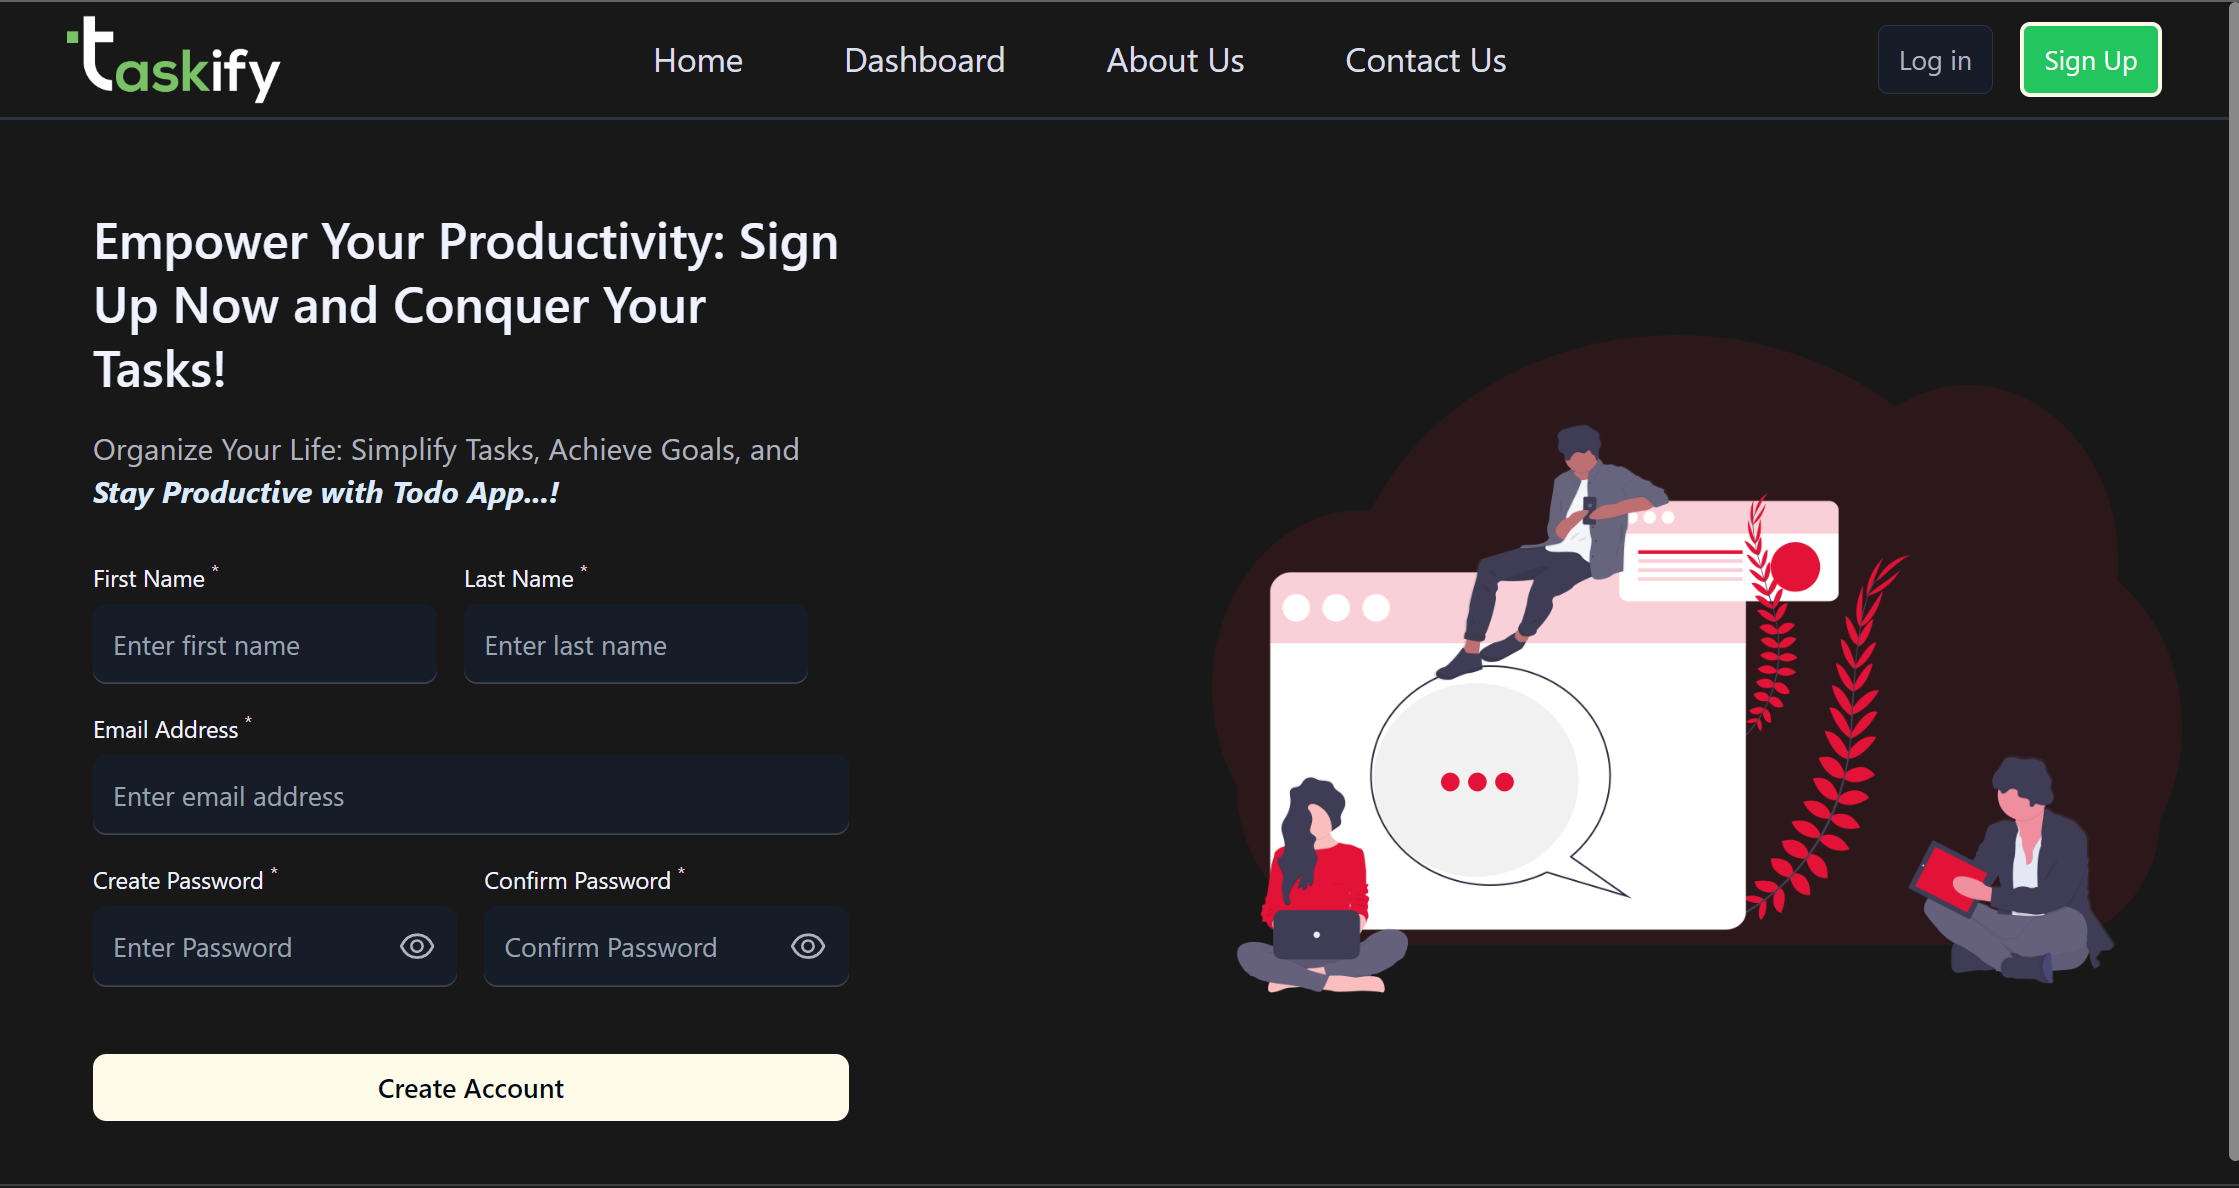 taskify
Home
Dashboard
About Us
Contact Us
Log in
Sign Up
Empower Your Productivity: Sign
Up Now and Conquer Your
Tasks!
Organize Your Life: Simplify Tasks, Achieve Goals, and
Stay Productive with Todo App...!
First Name *
Last Name *
Enter first name
Enter last name
Email Address *
Enter email address
Create Password *
Confirm Password *
Enter Password
Confirm Password
Create Account